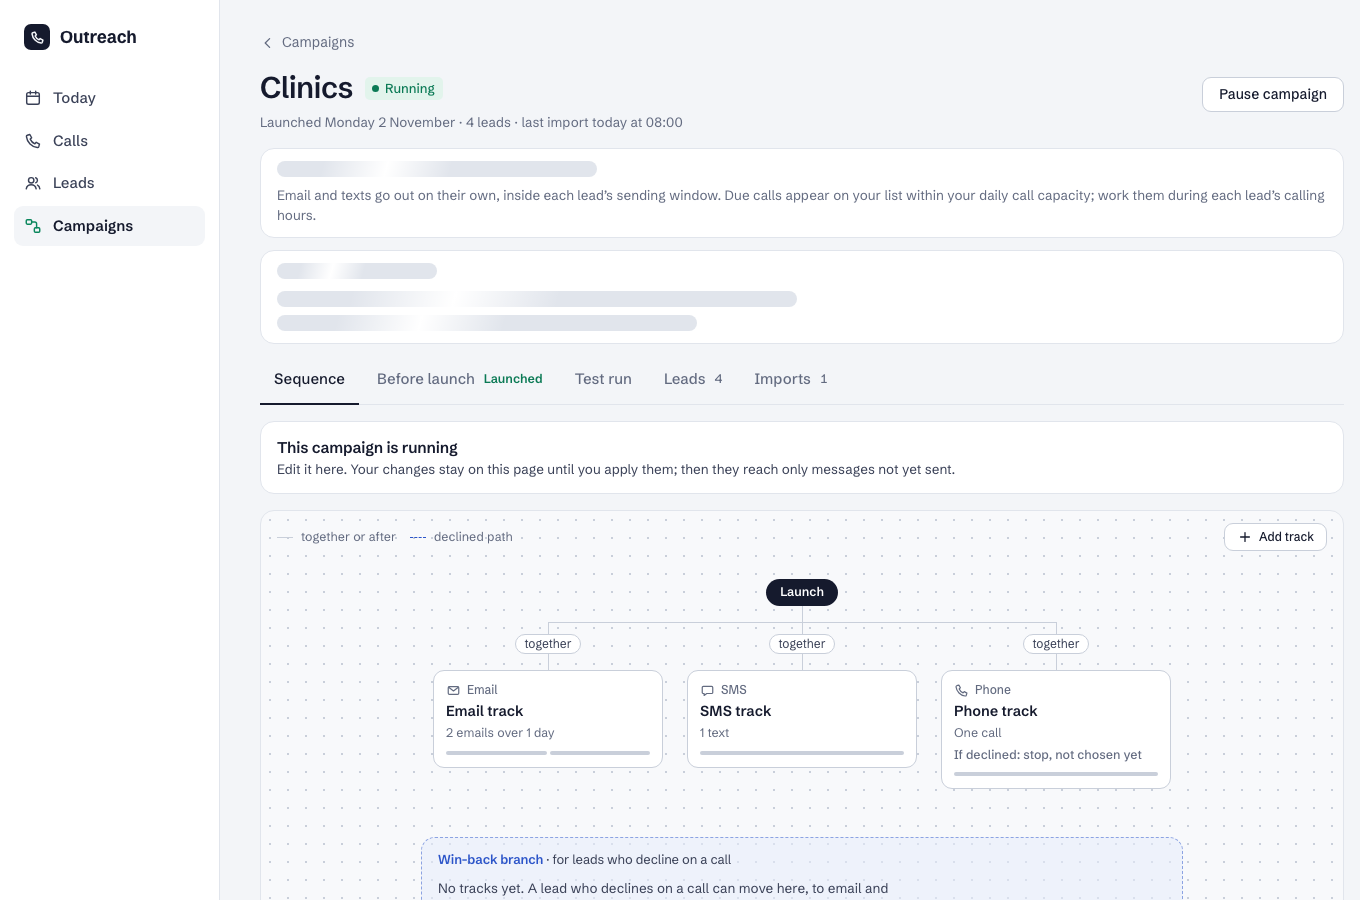 Outreach
Today
Calls
Leads
Campaigns
Campaigns
Clinics
Running
Pause campaign
Launched Monday 2 November · 4 leads · last import today at 08:00
Email and texts go out on their own, inside each lead’s sending window. Due calls appear on your list within your daily call capacity; work them during each lead’s calling
hours.
Sequence
Before launch Launched
Test run
Leads 4
Imports 1
This campaign is running
Edit it here. Your changes stay on this page until you apply them; then they reach only messages not yet sent.
together or after
declined path
Add track
Launch
together
together
together
Email
Email track
2 emails over 1 day
SMS
SMS track
1 text
Phone
Phone track
One call
If declined: stop, not chosen yet
Win-back branch · for leads who decline on a call
No tracks yet. A lead who declines on a call can move here, to email and